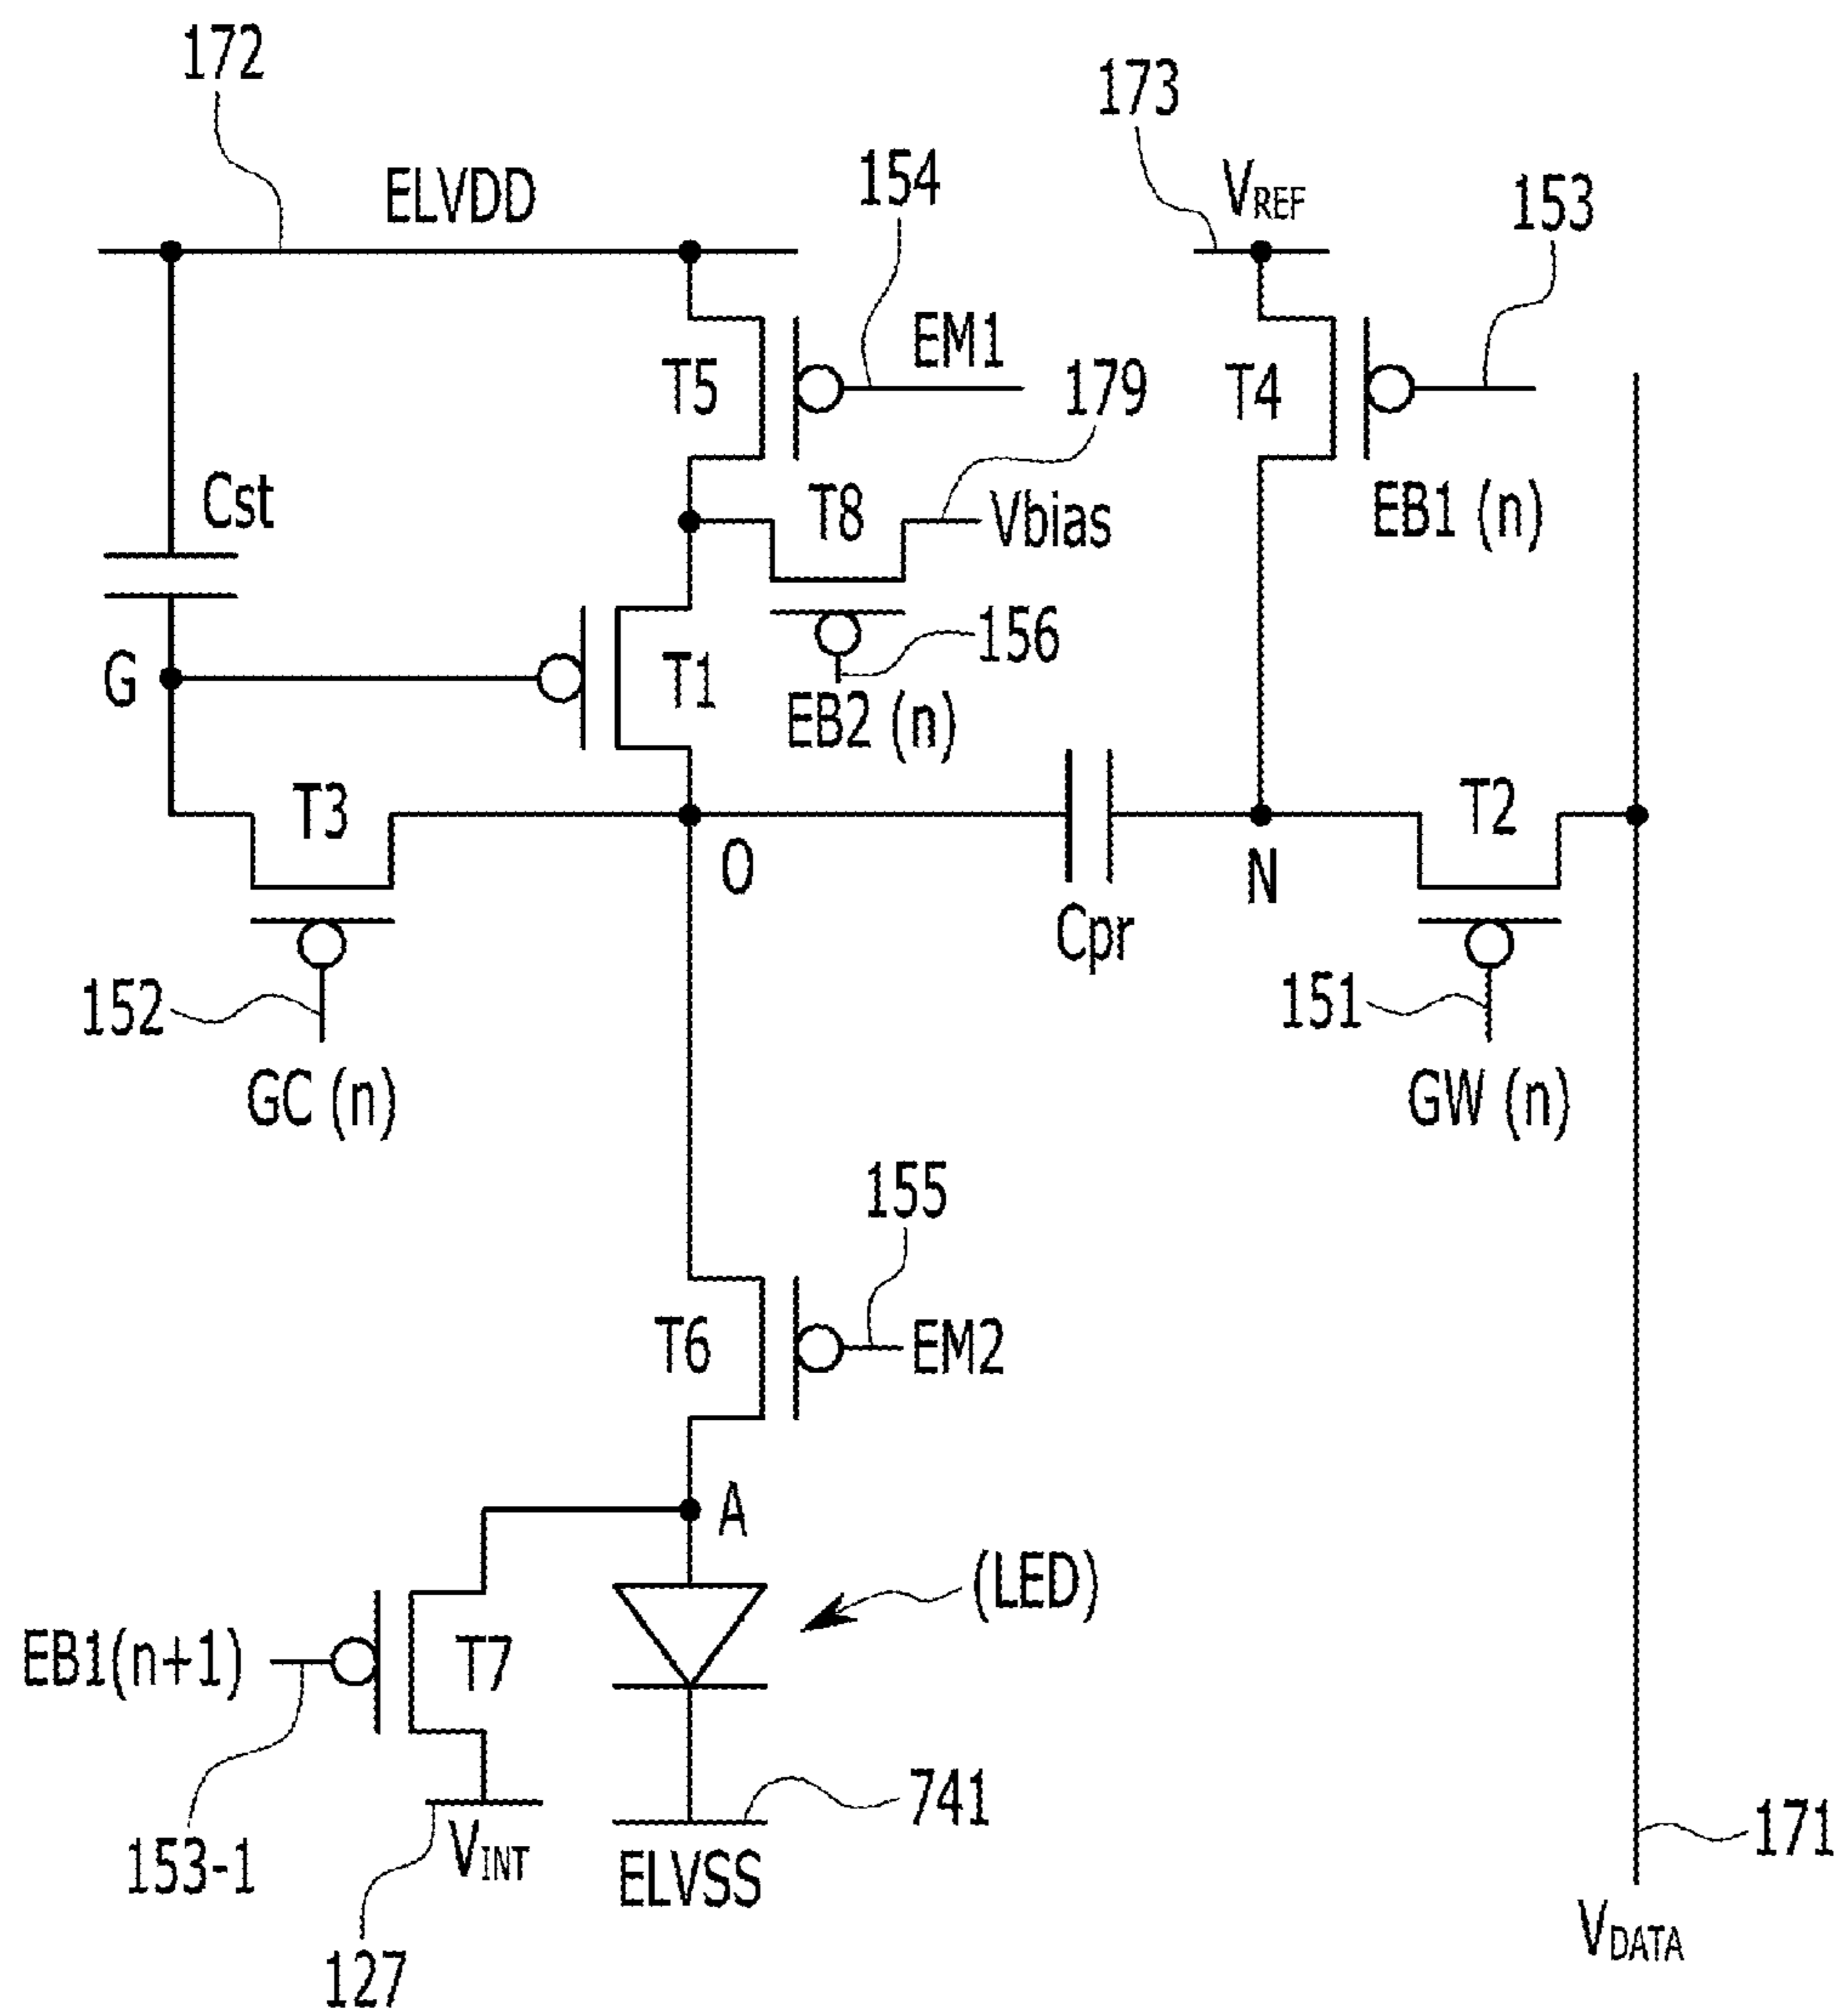 172
173
ELVDD
154
VREF
153
EM1
T5
179
T4
Cst
T8
Vbias
EB1 (n)
156
G
T1
EB2 (n)
T3
T2
O
N
Cpr
152
151
GC (n)
GW (n)
155
T6
EM2
A
(LED)
EB1(n+1)
T7
741
171
153-1
VINT
ELVSS
VDATA
127